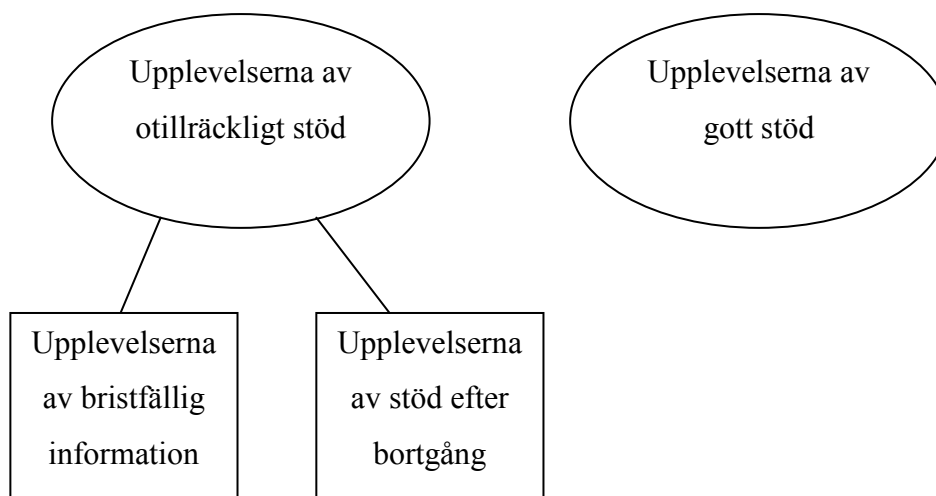 Upplevelserna av
otillräckligt stöd
Upplevelserna av
gott stöd
Upplevelserna
av bristfällig
information
Upplevelserna
av stöd efter
bortgång